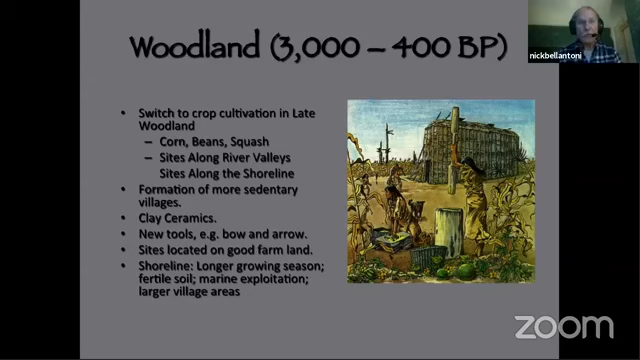 Woodland (3,000 – 400 BP)
nickbellantoni
• Switch to crop cultivation in Late
Woodland
– Corn, Beans, Squash
– Sites Along River Valleys
Sites Along the Shoreline
• Formation of more sedentary
villages.
• Clay Ceramics.
• New tools, e.g. bow and arrow.
• Sites located on good farm land.
• Shoreline: Longer growing season;
fertile soil; marine exploitation;
larger village areas
zoom